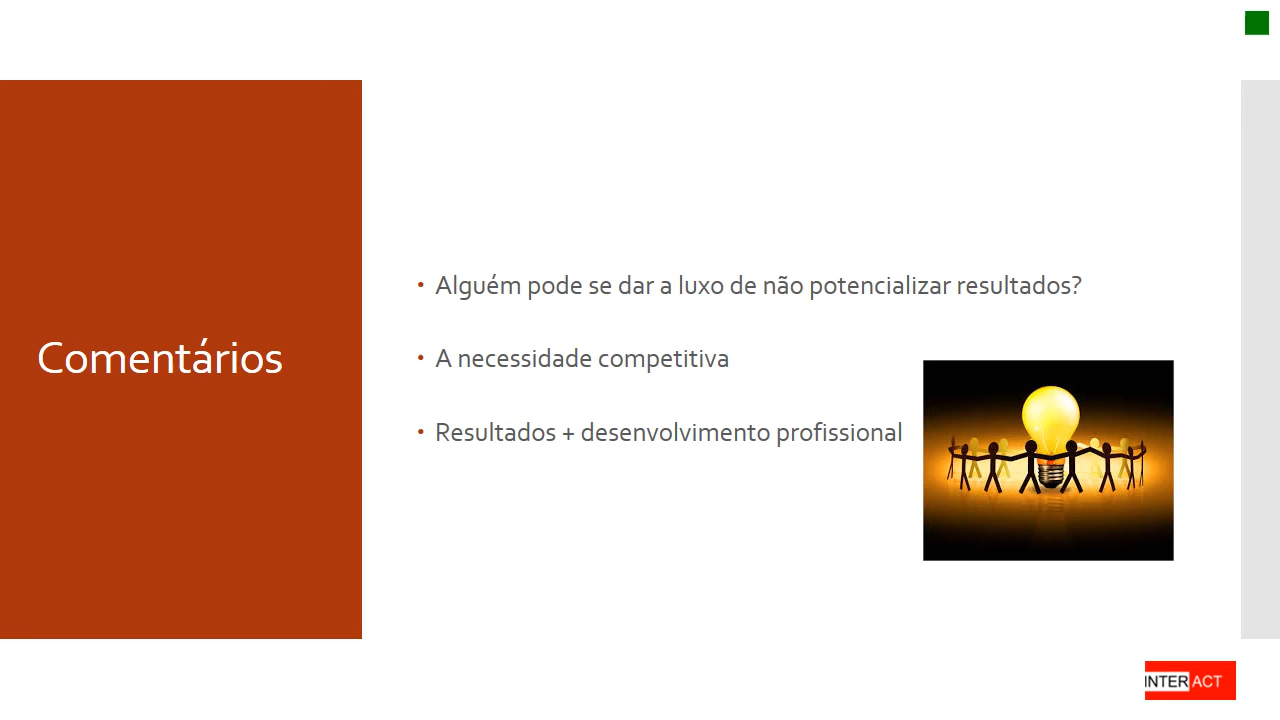 Comentários
• Alguém pode se dar a luxo de não potencializar resultados?
• A necessidade competitiva
• Resultados + desenvolvimento profissional
INTERACT